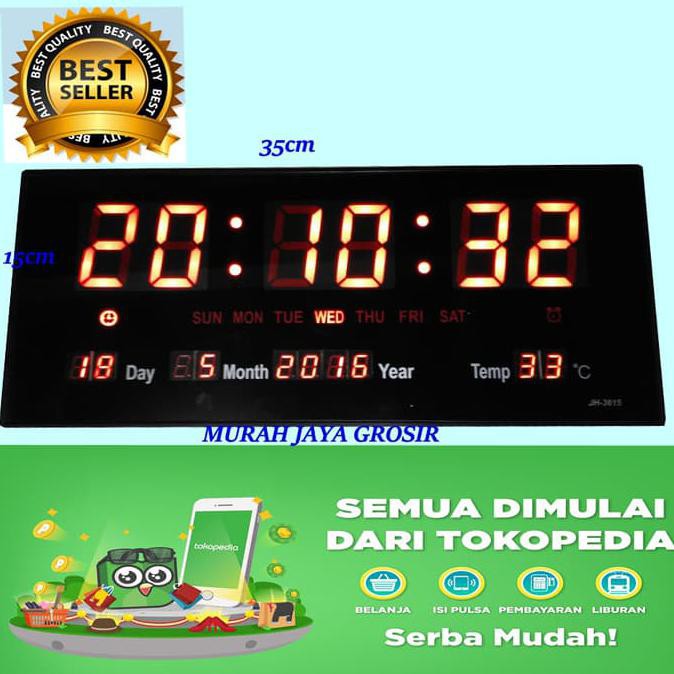 BEST QUALITY BEST QUALITY
BEST
SELLER
35cm
15cm
20:10:32
SUN MON TUE WED THU FRI SAT
18 Day 5 Month 2016 Year Temp 33 °C
JH-3615
MURAH JAYA GROSIR
tokopedia
SEMUA DIMULAI
DARI TOKOPEDIA
BELANJA ISI PULSA PEMBAYARAN LIBURAN
Serba Mudah!